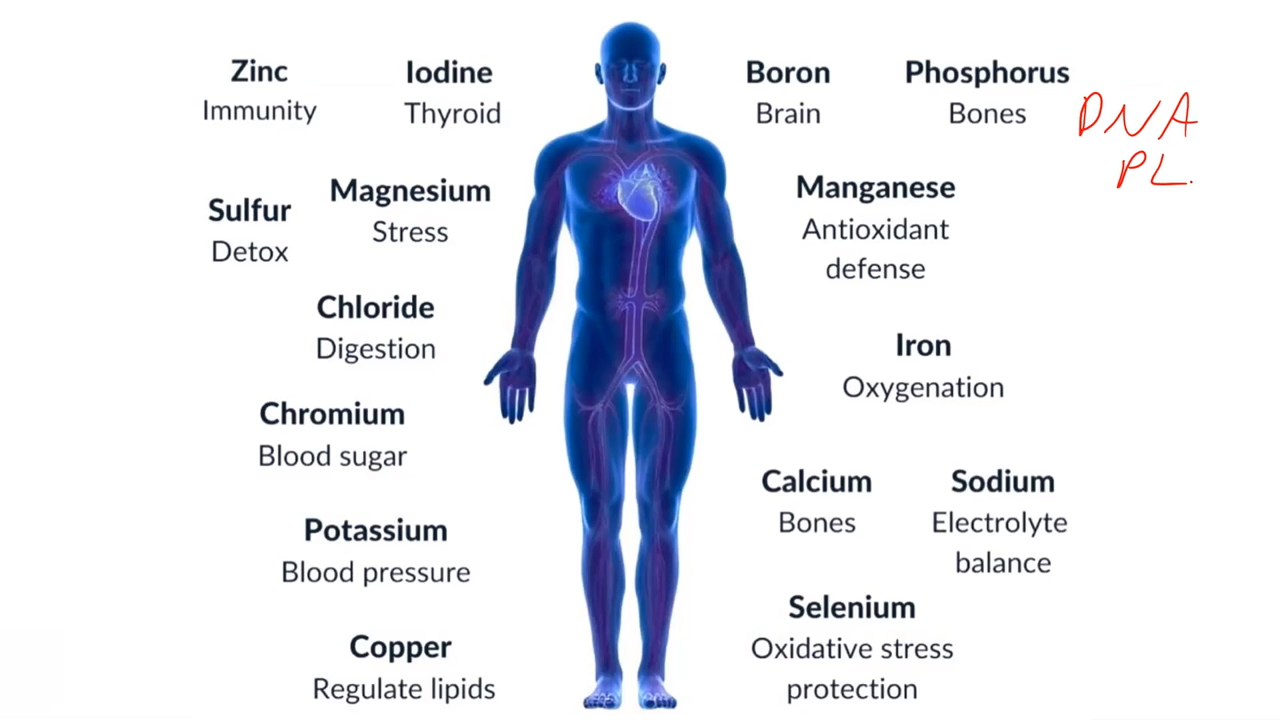 Zinc
Immunity
Iodine
Thyroid
Boron
Brain
Phosphorus
Bones
DNA
PL.
Sulfur
Detox
Magnesium
Stress
Manganese
Antioxidant
defense
Chloride
Digestion
Iron
Oxygenation
Chromium
Blood sugar
Calcium
Bones
Sodium
Electrolyte
balance
Potassium
Blood pressure
Selenium
Oxidative stress
protection
Copper
Regulate lipids